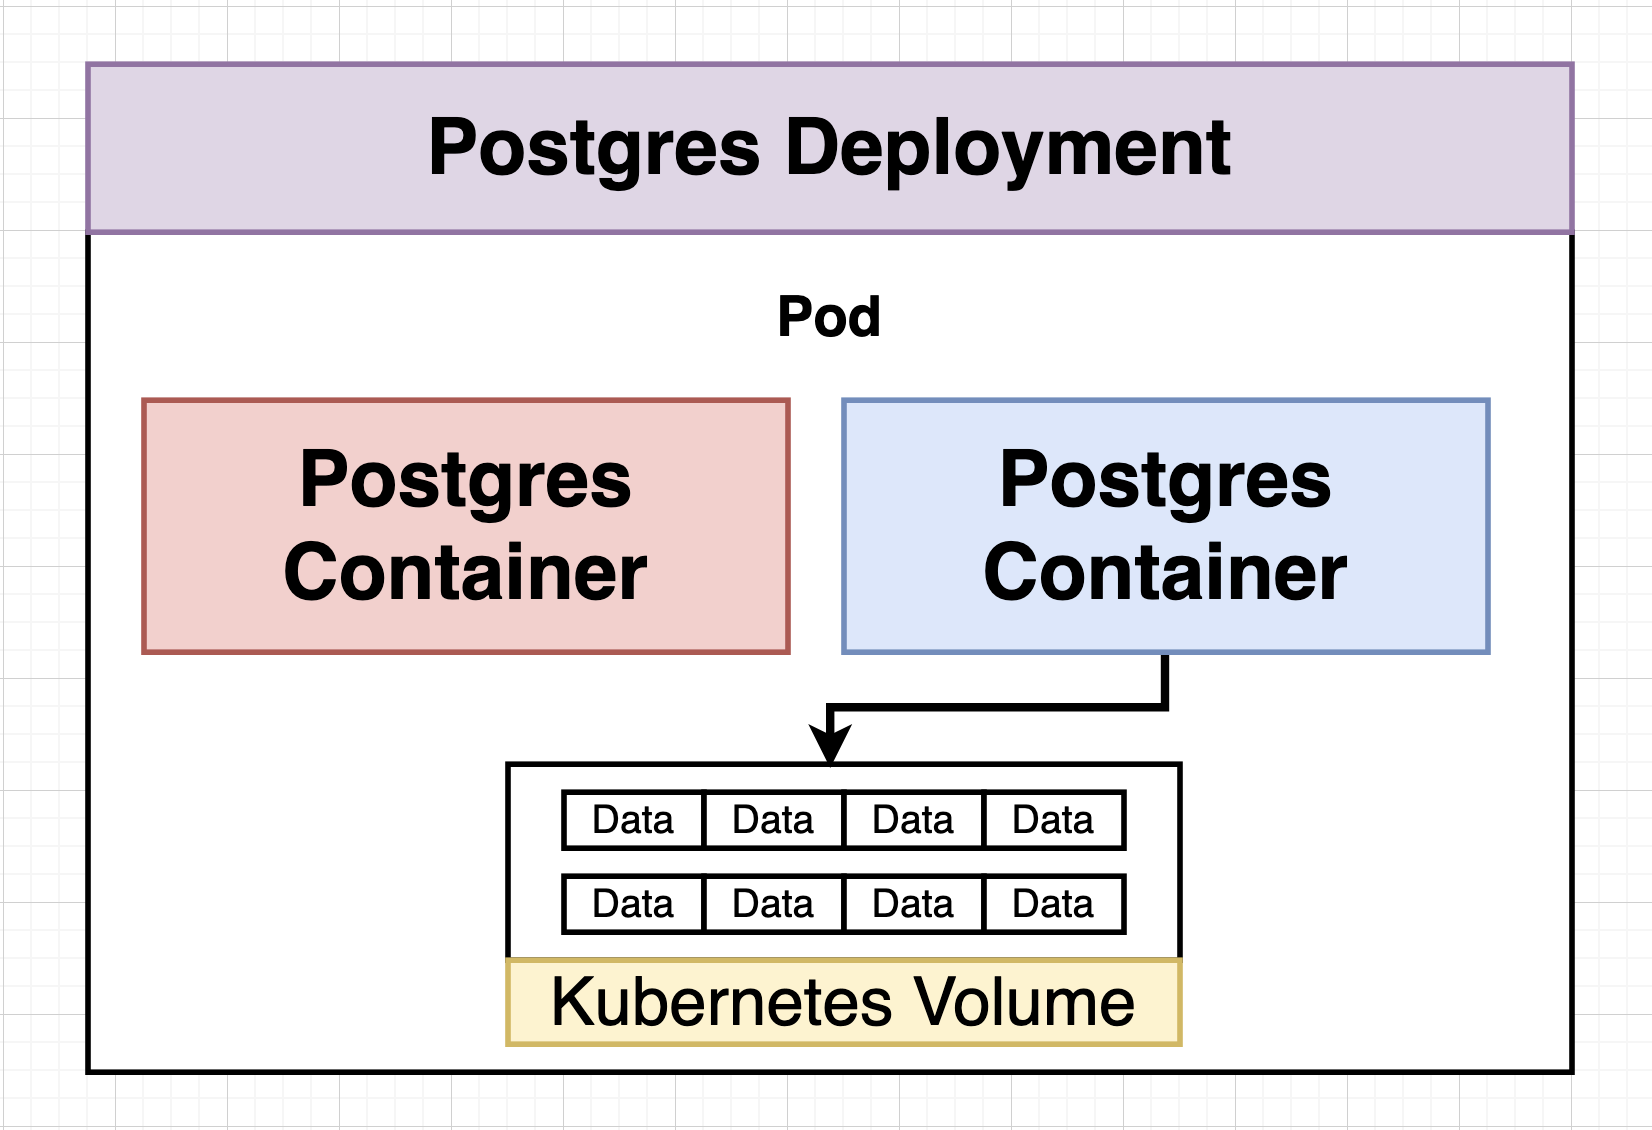 Postgres Deployment
Pod
Postgres
Container
Postgres
Container
Data Data Data Data
Data Data Data Data
Kubernetes Volume